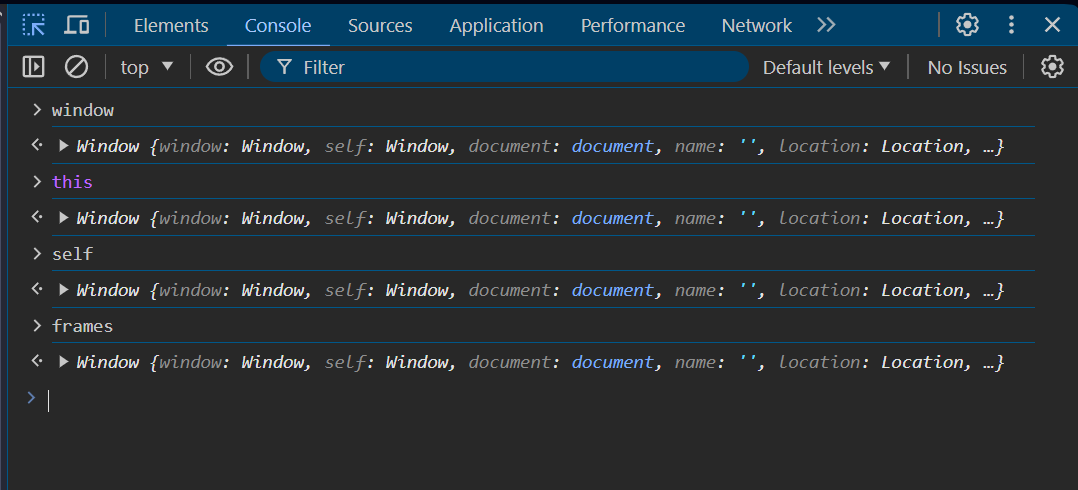 Elements Console Sources Application Performance Network
top Filter Default levels No Issues
window
Window {window: Window, self: Window, document: document, name: '', location: Location, …}
this
Window {window: Window, self: Window, document: document, name: '', location: Location, …}
self
Window {window: Window, self: Window, document: document, name: '', location: Location, …}
frames
Window {window: Window, self: Window, document: document, name: '', location: Location, …}